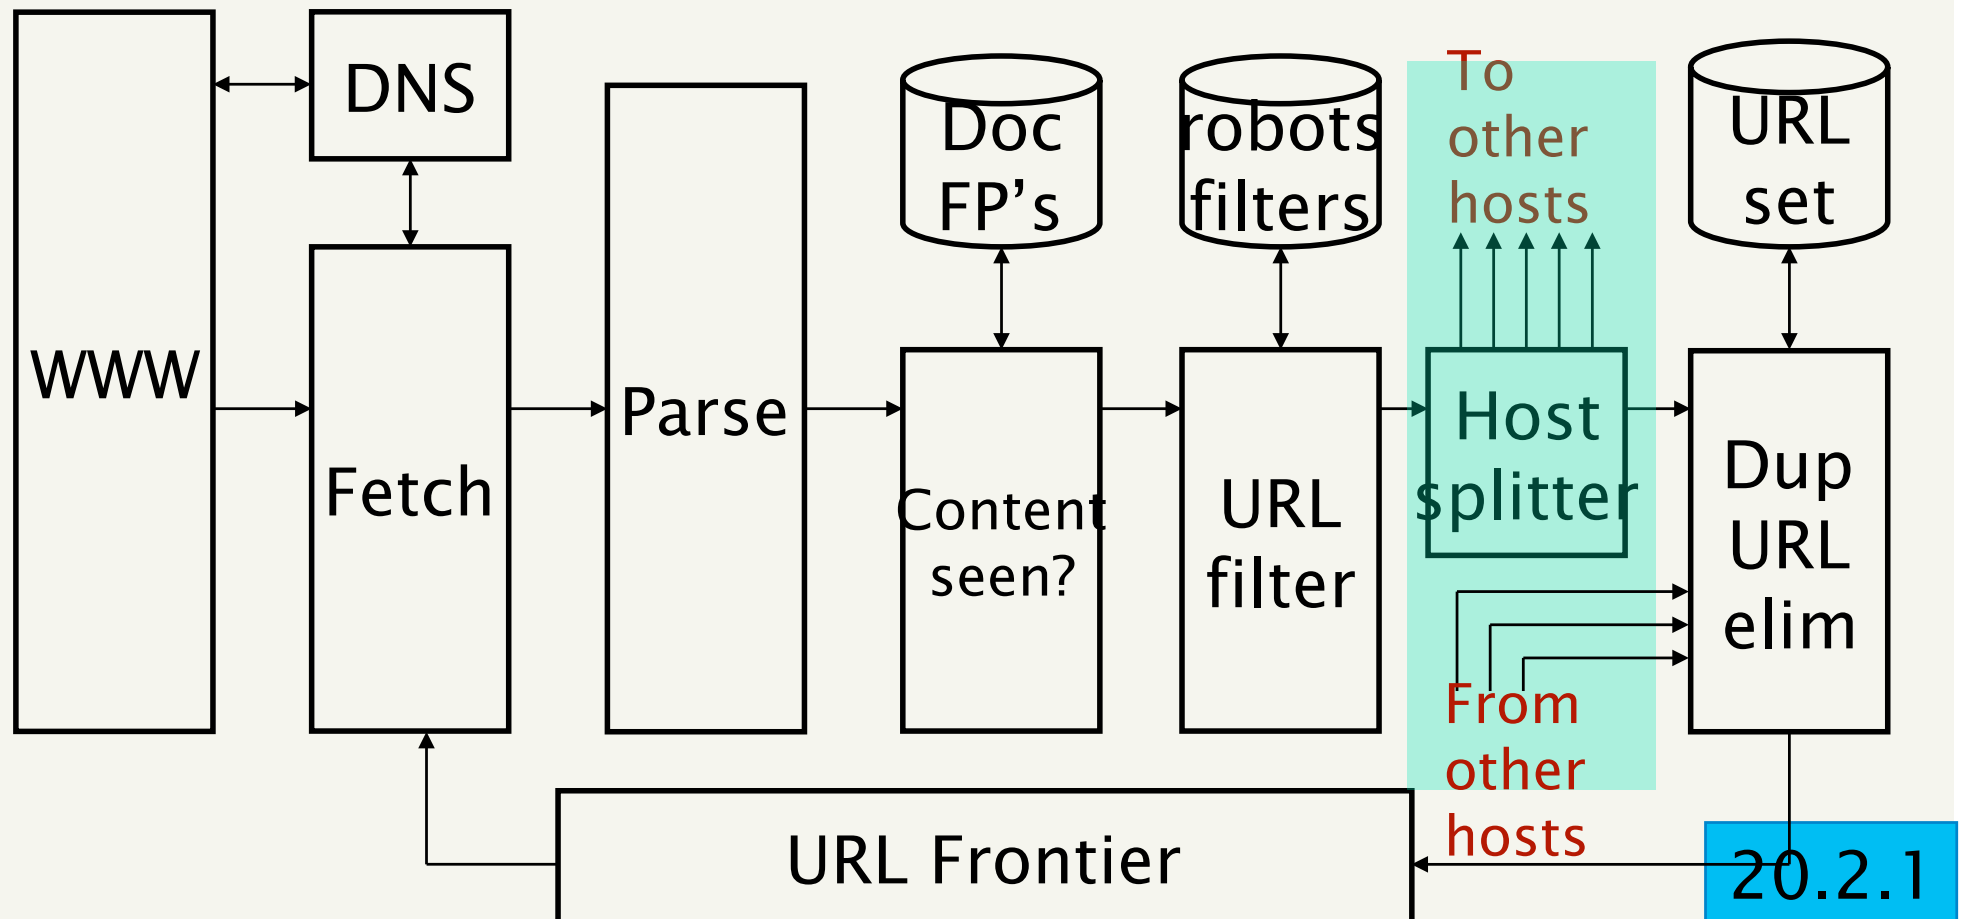 WWW
DNS
Fetch
Parse
Doc
FP’s
Content
seen?
robots
filters
URL
filter
To
other
hosts
Host
splitter
From
other
hosts
URL
set
Dup
URL
elim
URL Frontier
20.2.1